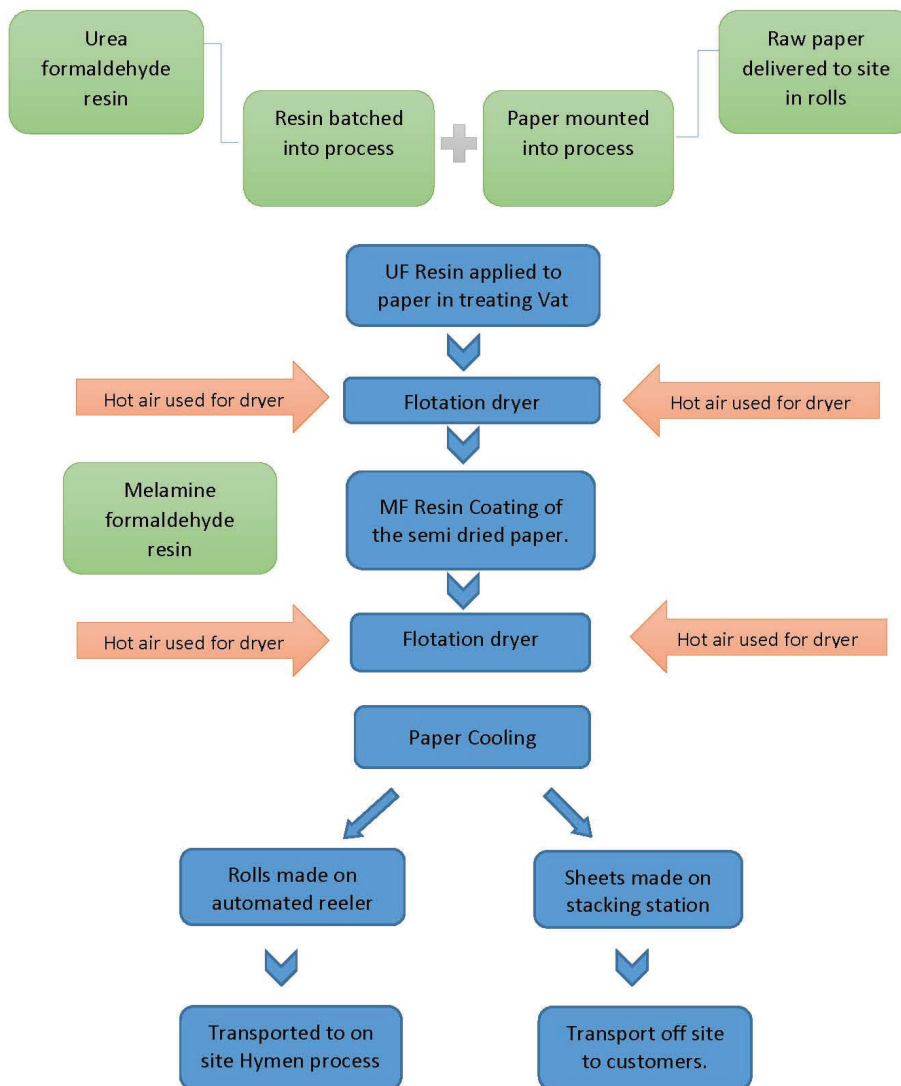 Urea
formaldehyde
resin
Raw paper
delivered to site
in rolls
Resin batched
into process
Paper mounted
into process
UF Resin applied to
paper in treating Vat
Hot air used for dryer
Flotation dryer
Hot air used for dryer
Melamine
formaldehyde
resin
MF Resin Coating of
the semi dried paper.
Hot air used for dryer
Flotation dryer
Hot air used for dryer
Paper Cooling
Rolls made on
automated reeler
Sheets made on
stacking station
Transported to on
site Hymen process
Transport off site
to customers.